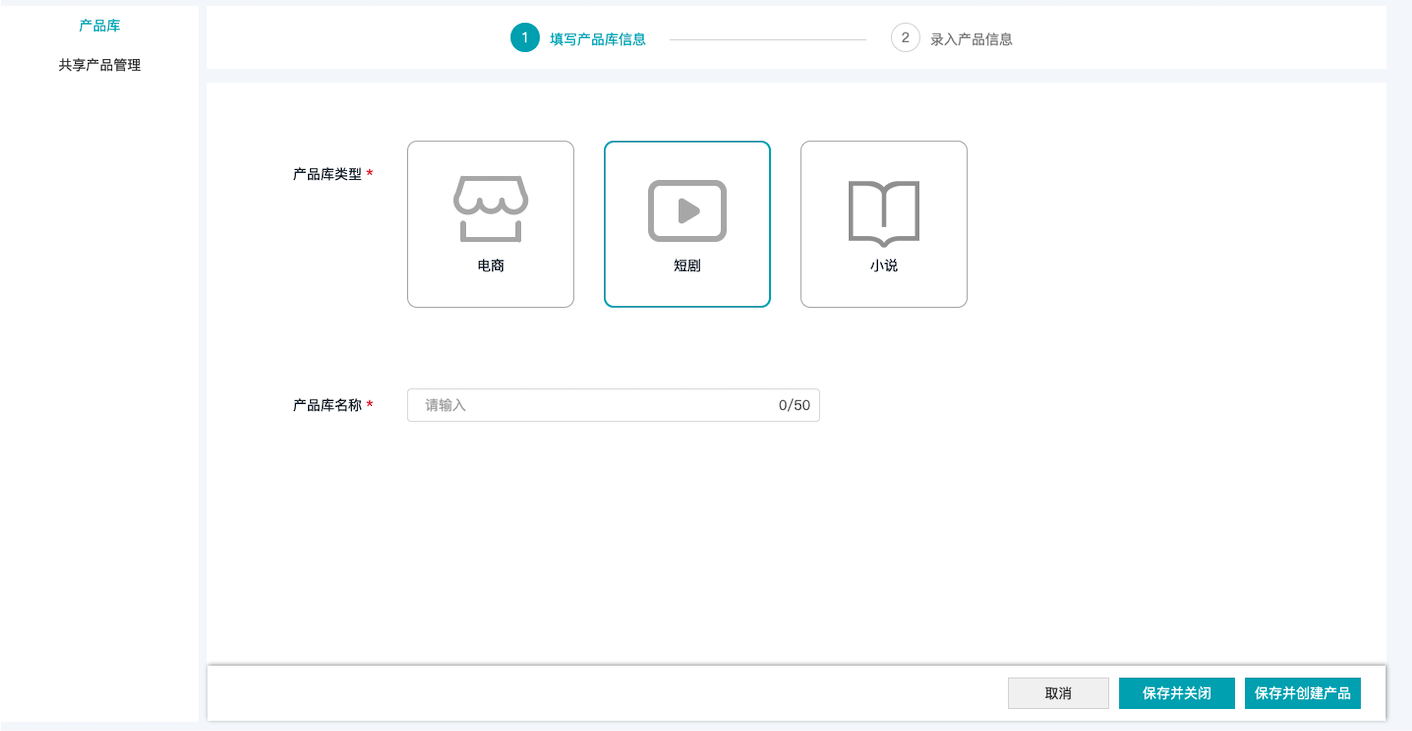 产品库
共享产品管理
1 填写产品库信息
2 录入产品信息
产品库类型 *
电商
短剧
小说
产品库名称 *
请输入 0/50
取消
保存并关闭
保存并创建产品